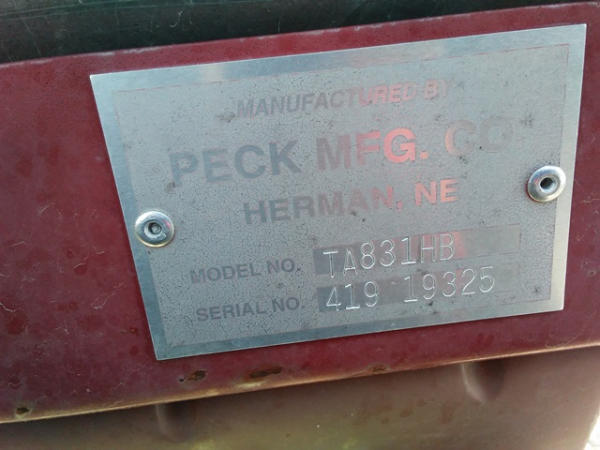 MANUFACTURED BY
PECK MFG. CO
HERMAN, NE
MODEL NO. TA831HB
SERIAL NO. 419 19325